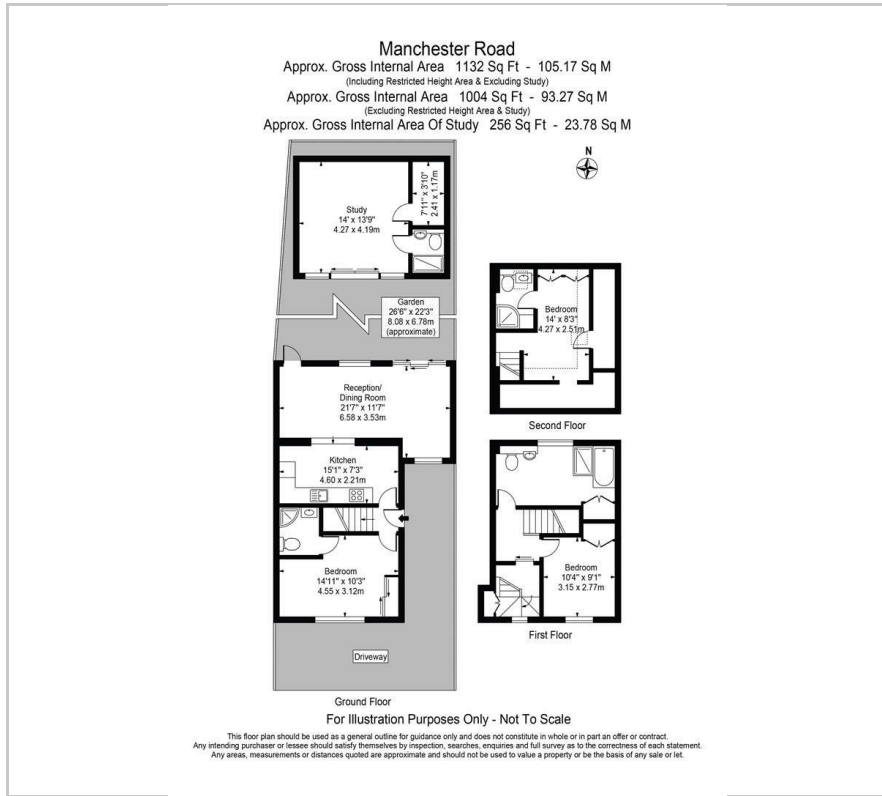 Manchester Road
Approx. Gross Internal Area 1132 Sq Ft - 105.17 Sq M
(Including Restricted Height Area & Excluding Study)
Approx. Gross Internal Area 1004 Sq Ft - 93.27 Sq M
(Excluding Restricted Height Area & Study)
Approx. Gross Internal Area Of Study 256 Sq Ft - 23.78 Sq M
N
Study
14' x 13'9"
4.27 x 4.19m
7'11" x 3'10"
2.41 x 1.17m
Garden
26'6" x 22'3"
8.08 x 6.78m
(approximate)
Reception/
Dining Room
21'7" x 11'7"
6.58 x 3.53m
Kitchen
15'1" x 7'3"
4.60 x 2.21m
Bedroom
14'11" x 10'3"
4.55 x 3.12m
Driveway
Ground Floor
Bedroom
14' x 8'3"
4.27 x 2.51m
Second Floor
Bedroom
10'4" x 9'1"
3.15 x 2.77m
First Floor
For Illustration Purposes Only - Not To Scale
This floor plan should be used as a general outline for guidance only and does not constitute in whole or in part an offer or contract.
Any intending purchaser or lessee should satisfy themselves by inspection, searches, enquiries and full survey as to the correctness of each statement.
Any areas, measurements or distances quoted are approximate and should not be used to value a property or be the basis of any sale or let.